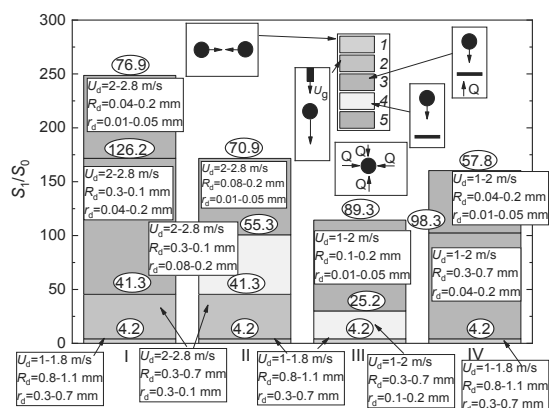 300
250
200
150
100
50
0
S1/S0
76.9
Ud=2-2.8 m/s
Rd=0.04-0.2 mm
rd=0.01-0.05 mm
126.2
Ud=2-2.8 m/s
Rd=0.3-0.1 mm
rd=0.04-0.2 mm
41.3
4.2
I
70.9
Ud=2-2.8 m/s
Rd=0.08-0.2 mm
rd=0.01-0.05 mm
55.3
Ud=2-2.8 m/s
Rd=0.3-0.1 mm
rd=0.08-0.2 mm
41.3
4.2
II
Ug
1
2
3
4
5
Q
Q
Q
Q
Q
89.3
Ud=1-2 m/s
Rd=0.1-0.2 mm
rd=0.01-0.05 mm
25.2
4.2
III
57.8
Ud=1-2 m/s
Rd=0.04-0.2 mm
rd=0.01-0.05 mm
98.3
Ud=1-2 m/s
Rd=0.3-0.7 mm
rd=0.04-0.2 mm
4.2
IV
Ud=1-1.8 m/s
Rd=0.8-1.1 mm
rd=0.3-0.7 mm
Ud=2-2.8 m/s
Rd=0.3-0.7 mm
rd=0.3-0.1 mm
Ud=1-1.8 m/s
Rd=0.8-1.1 mm
rd=0.3-0.7 mm
Ud=1-2 m/s
Rd=0.3-0.7 mm
rd=0.1-0.2 mm
Ud=1-1.8 m/s
Rd=0.8-1.1 mm
rd=0.3-0.7 mm